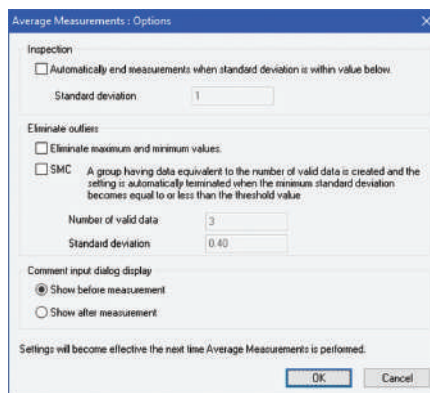 Average Measurements : Options
Inspection
Automatically end measurements when standard deviation is within value below.
Standard deviation
1
Eliminate outliers
Eliminate maximum and minimum values.
SMC
A group having data equivalent to the number of valid data is created and the
setting is automatically terminated when the minimum standard deviation
becomes equal to or less than the threshold value
Number of valid data
3
Standard deviation
0.40
Comment input dialog display
Show before measurement
Show after measurement
Settings will become effective the next time Average Measurements is performed.
OK
Cancel